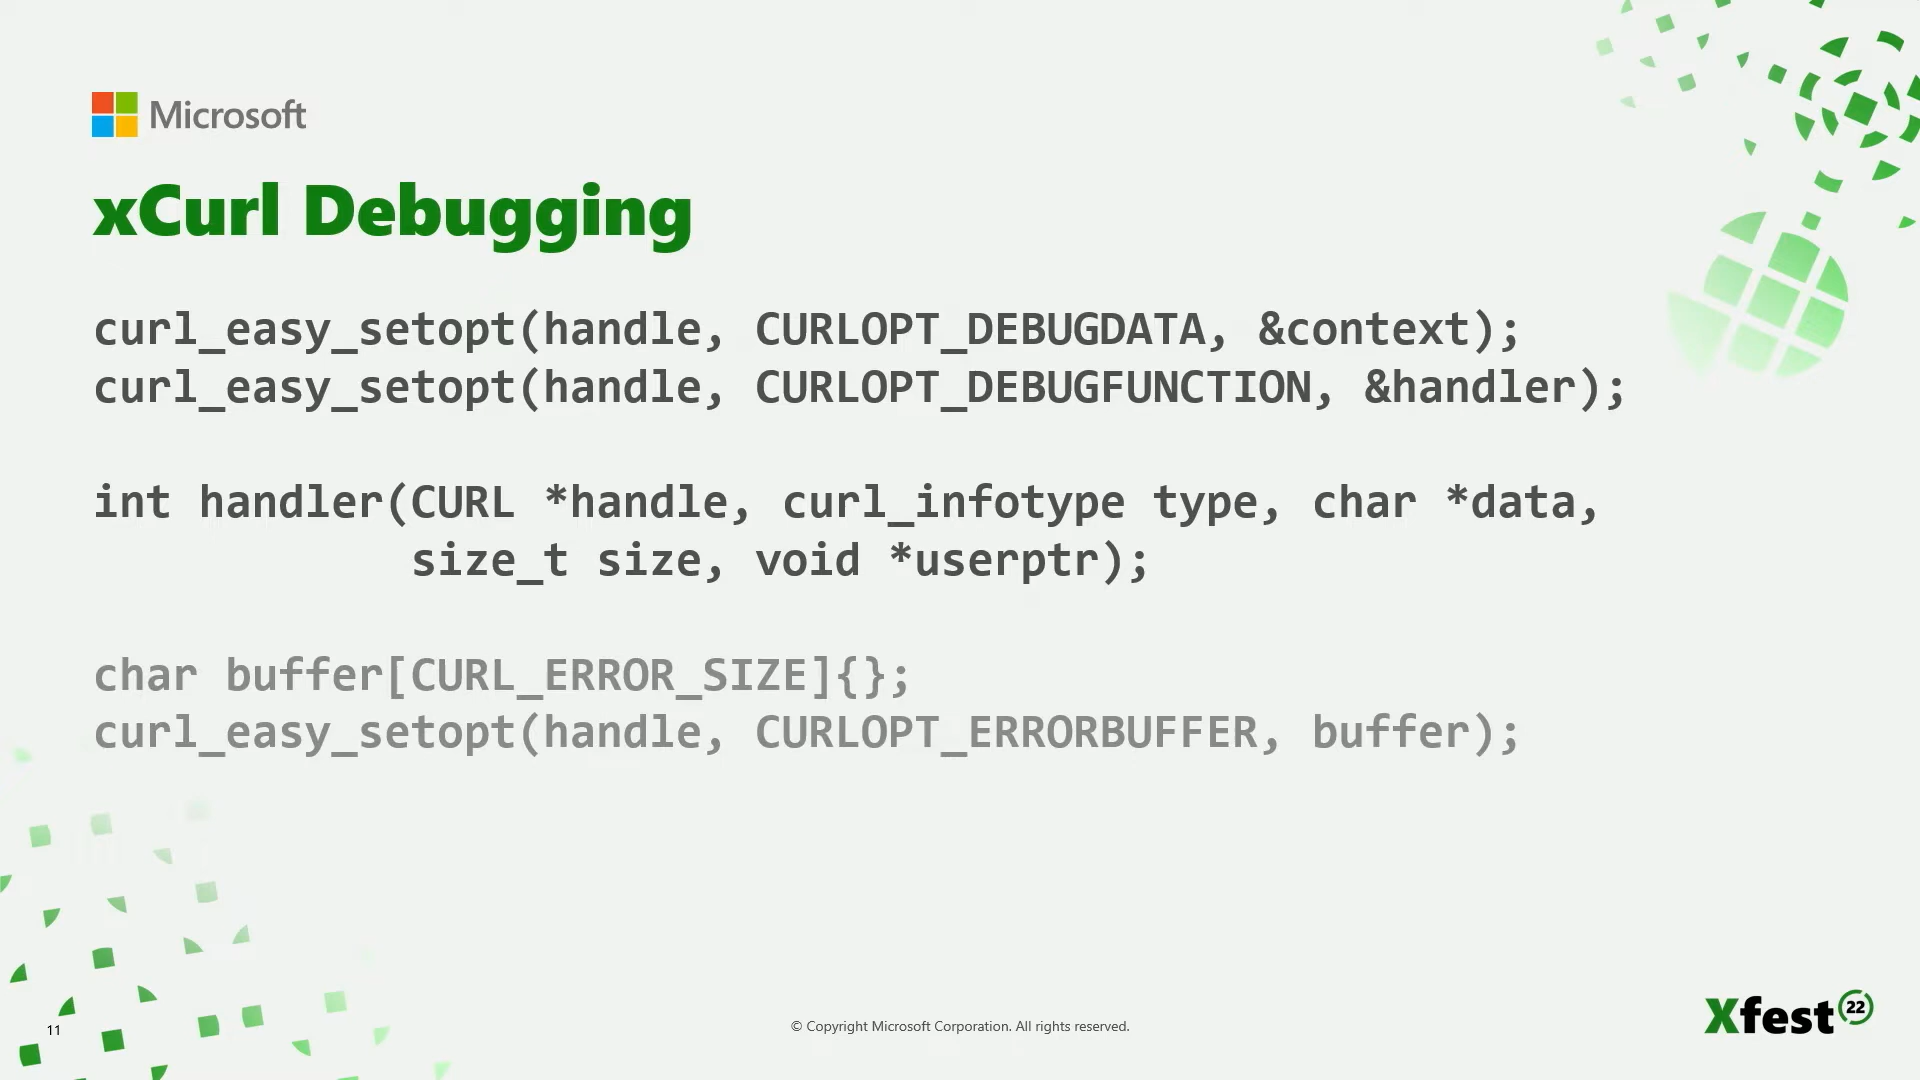 Microsoft
xCurl Debugging
curl_easy_setopt(handle, CURLOPT_DEBUGDATA, &context);
curl_easy_setopt(handle, CURLOPT_DEBUGFUNCTION, &handler);
int handler(CURL *handle, curl_infotype type, char *data,
size_t size, void *userptr);
char buffer[CURL_ERROR_SIZE]{};
curl_easy_setopt(handle, CURLOPT_ERRORBUFFER, buffer);
11
© Copyright Microsoft Corporation. All rights reserved.
Xfest 22